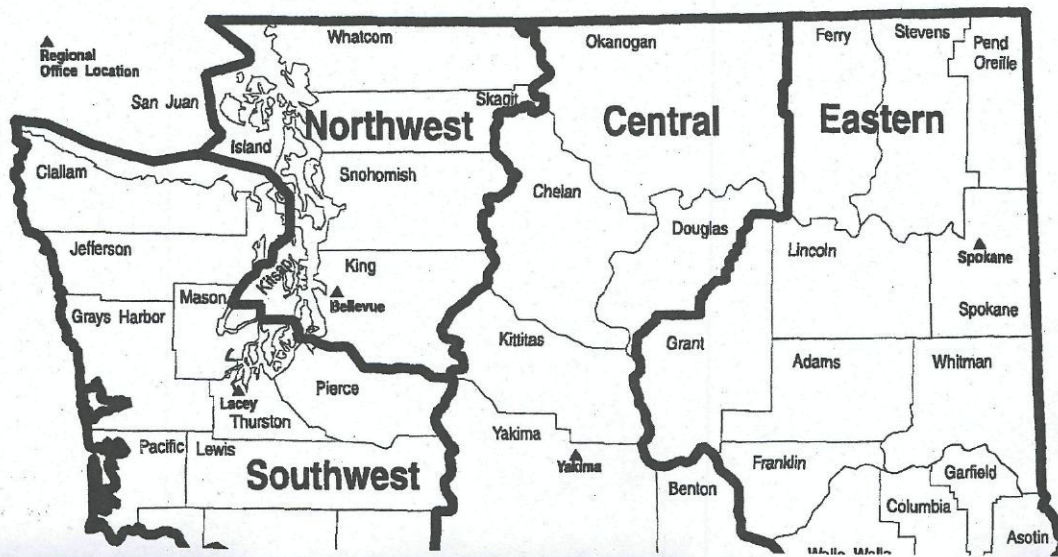 Regional
Office Location
San Juan
Whatcom
Skagit
Northwest
Island
Snohomish
King
Kitsap
Bellevue
Okanogan
Central
Chelan
Douglas
Kittitas
Yakima
Yakima
Benton
Ferry
Stevens
Pend
Oreille
Eastern
Lincoln
Spokane
Spokane
Grant
Adams
Whitman
Franklin
Garfield
Columbia
Walla Walla
Asotin
Clallam
Jefferson
Mason
Grays Harbor
Lacey
Thurston
Pierce
Pacific
Lewis
Southwest